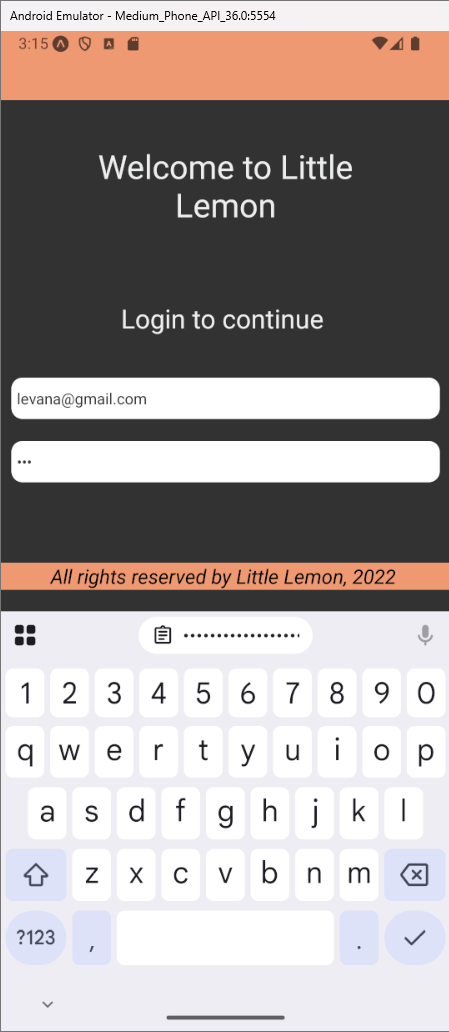 Android Emulator - Medium_Phone_API_36.0:5554
3:15
Welcome to Little
Lemon
Login to continue
levana@gmail.com
•••
All rights reserved by Little Lemon, 2022
••••••••••••••••••
1 2 3 4 5 6 7 8 9 0
q w e r t y u i o p
a s d f g h j k l
z x c v b n m
?123 , .